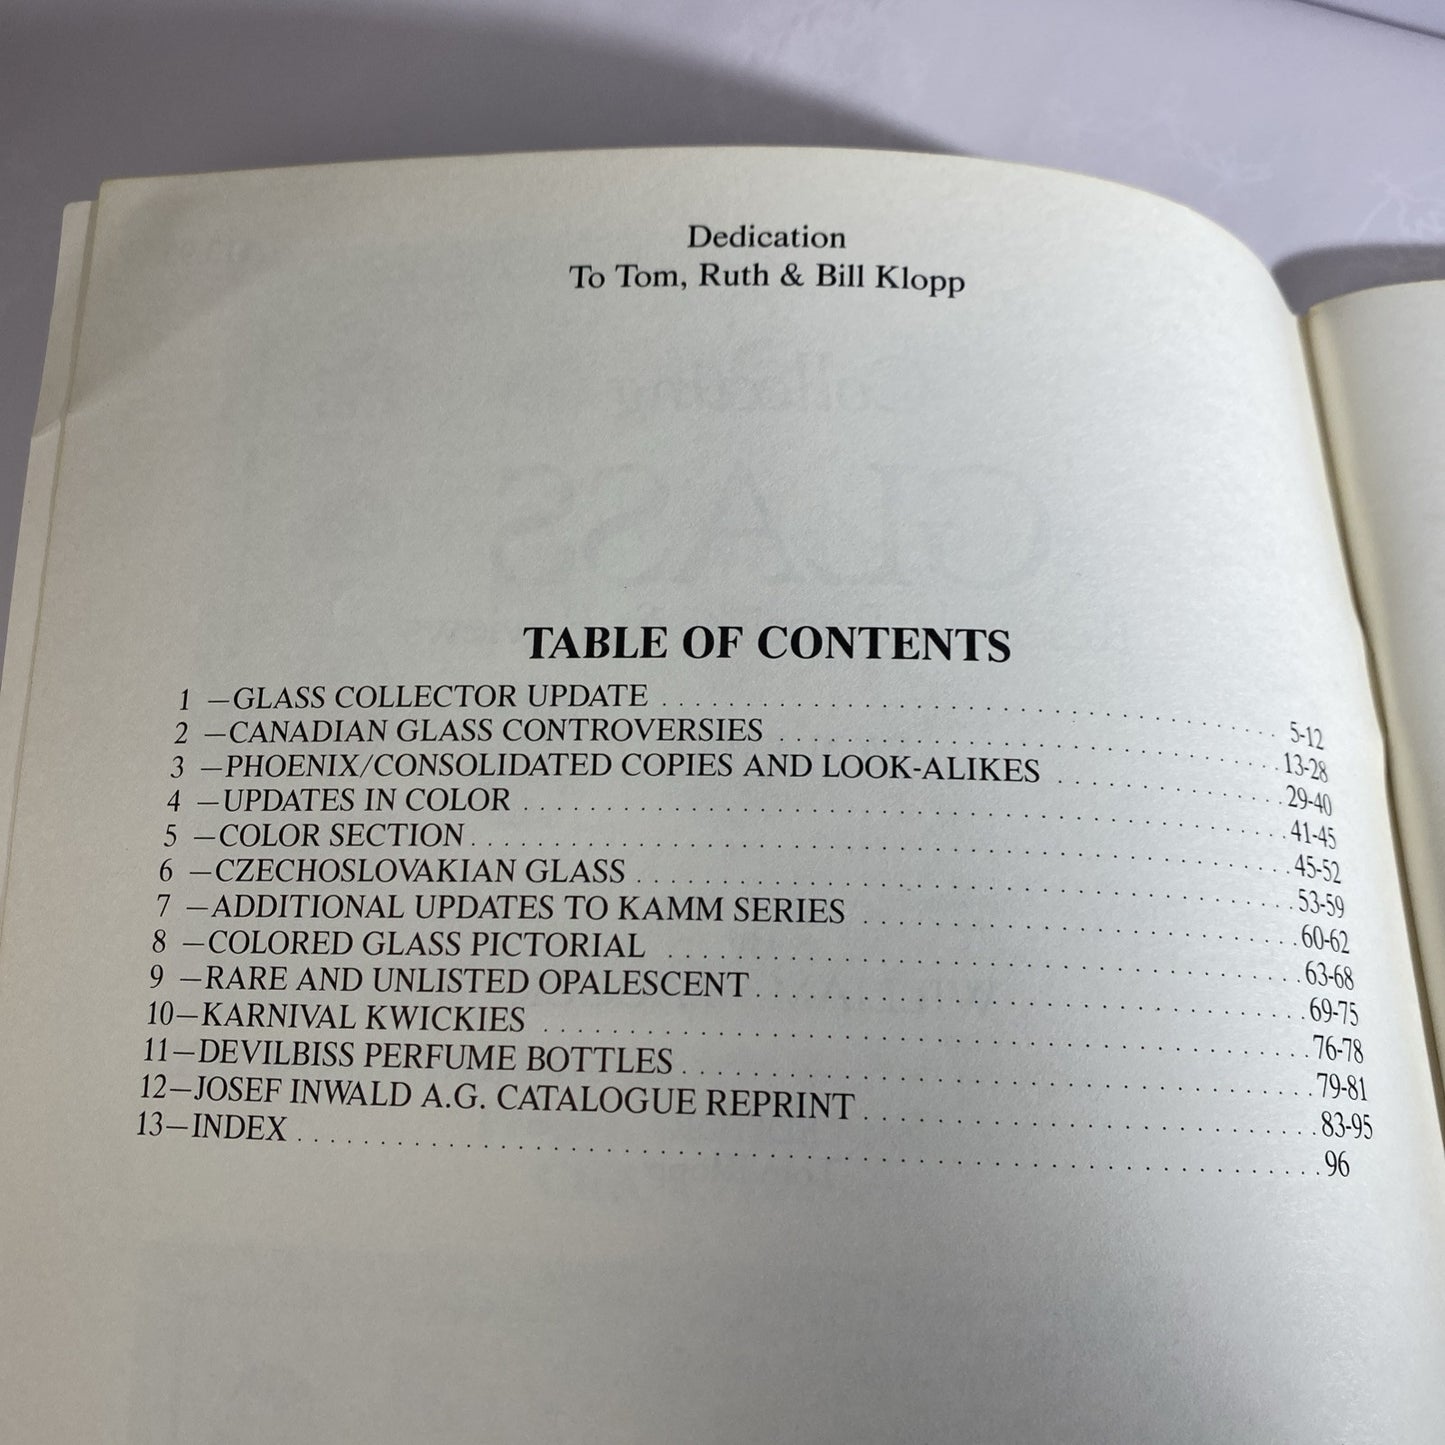 Dedication
To Tom, Ruth & Bill Klopp
TABLE OF CONTENTS
1 —GLASS COLLECTOR UPDATE . . . . . . . . . . . . . . . . . . . . 5-12
2 —CANADIAN GLASS CONTROVERSIES . . . . . . . . . . . . . . . . . . . . 13-28
3 —PHOENIX/CONSOLIDATED COPIES AND LOOK-ALIKES . . . . . . . . . . . . . . . . . . . . 29-40
4 —UPDATES IN COLOR . . . . . . . . . . . . . . . . . . . . 41-45
5 —COLOR SECTION . . . . . . . . . . . . . . . . . . . . 45-52
6 —CZECHOSLOVAKIAN GLASS . . . . . . . . . . . . . . . . . . . . 53-59
7 —ADDITIONAL UPDATES TO KAMM SERIES . . . . . . . . . . . . . . . . . . . . 60-62
8 —COLORED GLASS PICTORIAL . . . . . . . . . . . . . . . . . . . . 63-68
9 —RARE AND UNLISTED OPALESCENT . . . . . . . . . . . . . . . . . . . . 69-75
10—KARNIVAL KWICKIES . . . . . . . . . . . . . . . . . . . . 76-78
11—DEVILBISS PERFUME BOTTLES . . . . . . . . . . . . . . . . . . . . 79-81
12—JOSEF INWALD A.G. CATALOGUE REPRINT . . . . . . . . . . . . . . . . . . . . 83-95
13—INDEX . . . . . . . . . . . . . . . . . . . . 96
Collecting
GLASS